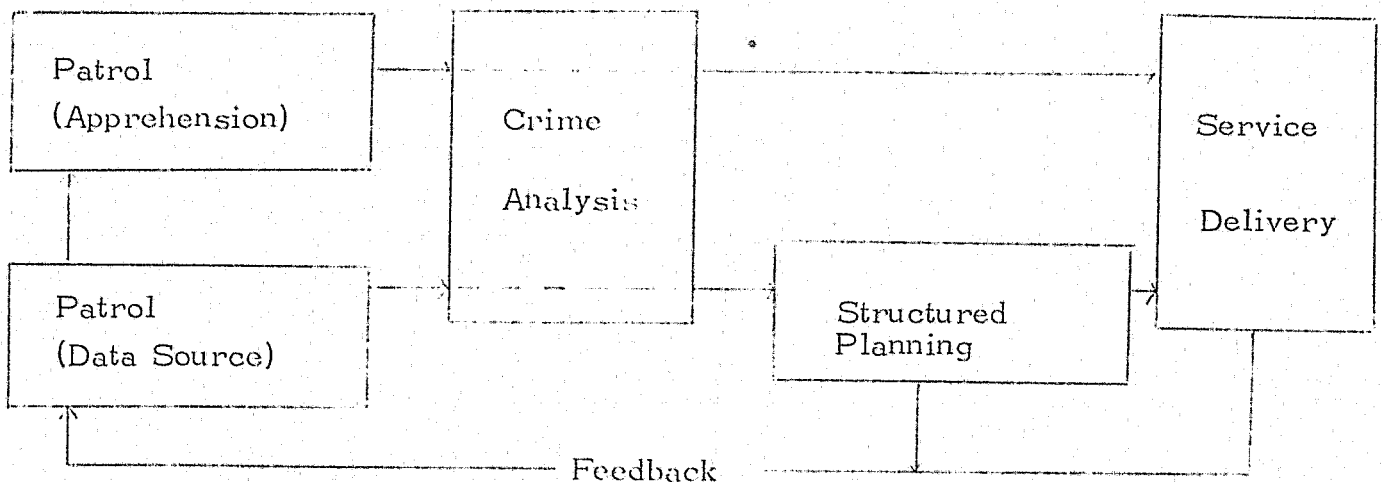 Patrol
(Apprehension)
Crime
Analysis
Service
Delivery
Patrol
(Data Source)
Structured
Planning
Feedback